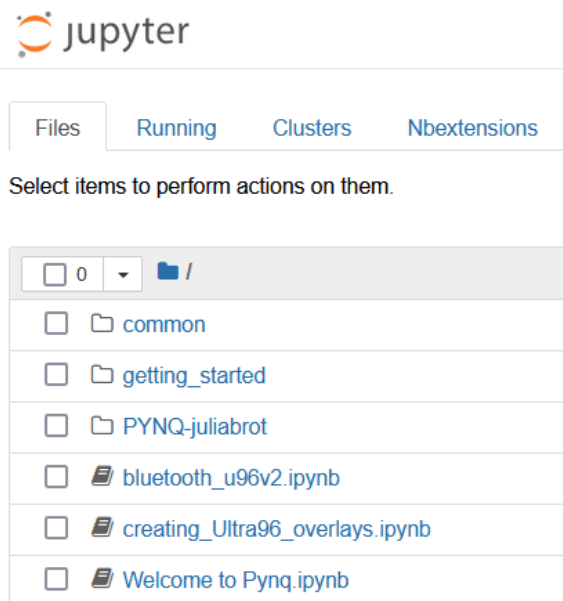 jupyter
Files Running Clusters Nbextensions
Select items to perform actions on them.
0 /
common
getting_started
PYNQ-juliabrot
bluetooth_u96v2.ipynb
creating_Ultra96_overlays.ipynb
Welcome to Pynq.ipynb